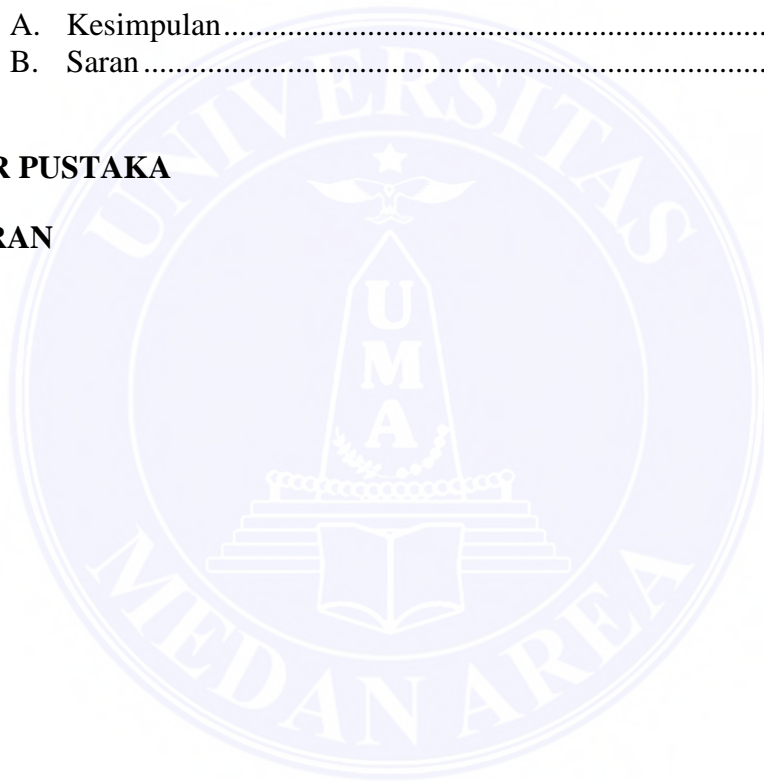 A. Kesimpulan..............................................................................
B. Saran........................................................................................
R PUSTAKA
RAN
UNIVERSITAS
U
M
A
MEDAN AREA